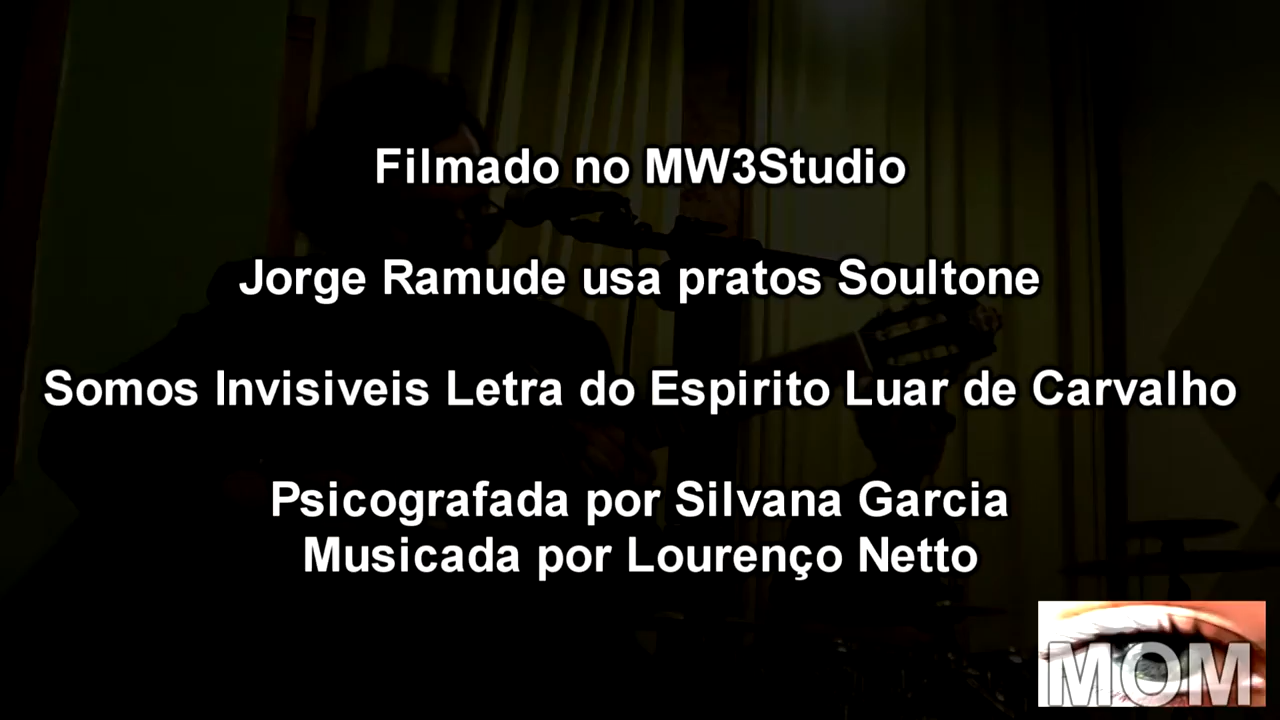 Filmado no MW3Studio
Jorge Ramude usa pratos Soultone
Somos Invisiveis Letra do Espirito Luar de Carvalho
Psicografada por Silvana Garcia
Musicada por Lourenço Netto
MOM